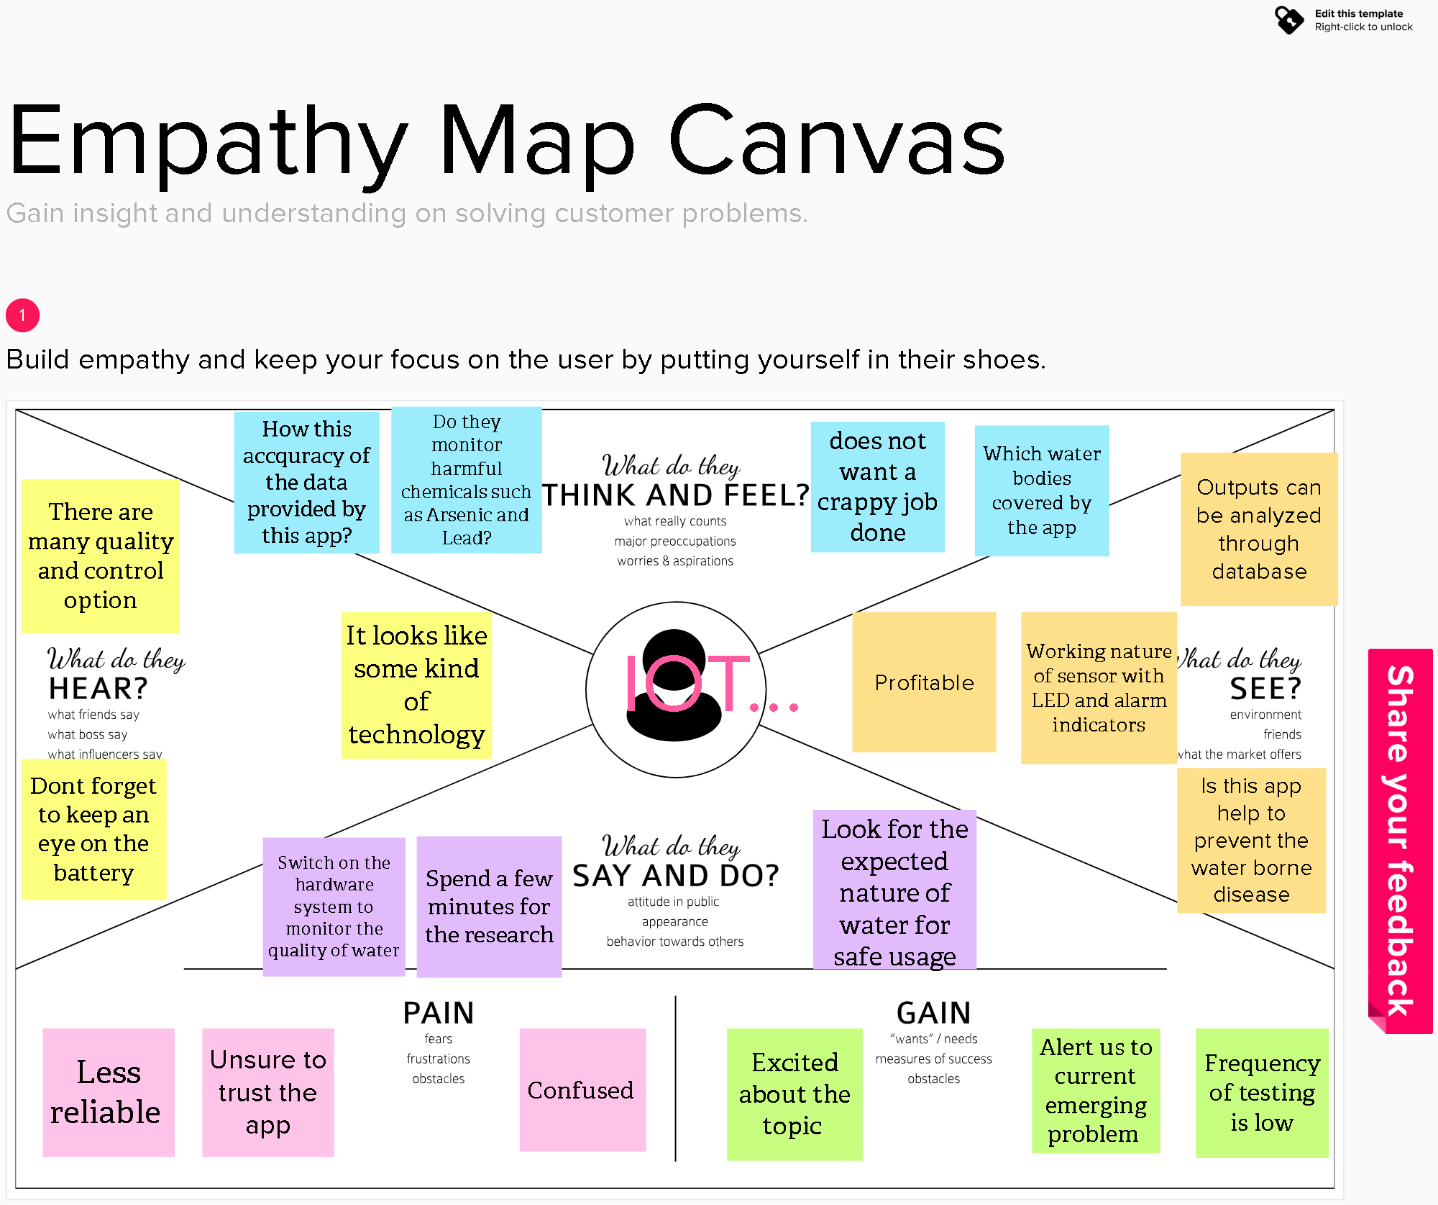 Edit this template
Right-click to unlock
Empathy Map Canvas
Gain insight and understanding on solving customer problems.
1
Build empathy and keep your focus on the user by putting yourself in their shoes.
How this
accquracy of
the data
provided by
this app?
Do they
monitor
harmful
chemicals such
as Arsenic and
Lead?
What do they
THINK AND FEEL?
what really counts
major preoccupations
worries & aspirations
does not
want a
crappy job
done
Which water
bodies
covered by
the app
There are
many quality
and control
option
What do they
HEAR?
what friends say
what boss say
what influencers say
Dont forget
to keep an
eye on the
battery
It looks like
some kind
of
technology
IOT...
Profitable
Working nature
of sensor with
LED and alarm
indicators
Outputs can
be analyzed
through
database
What do they
SEE?
environment
friends
what the market offers
Is this app
help to
prevent the
water borne
disease
Switch on the
hardware
system to
monitor the
quality of water
Spend a few
minutes for
the research
What do they
SAY AND DO?
attitude in public
appearance
behavior towards others
Look for the
expected
nature of
water for
safe usage
PAIN
fears
frustrations
obstacles
Less
reliable
Unsure to
trust the
app
Confused
GAIN
"wants" / needs
measures of success
obstacles
Excited
about the
topic
Alert us to
current
emerging
problem
Frequency
of testing
is low
Share your feedback